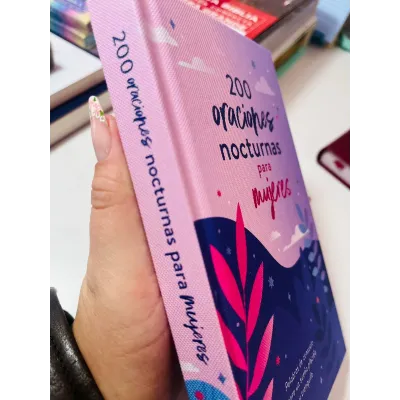 200 oraciones nocturnas para mujeres
200
oraciones
nocturnas
para
mujeres